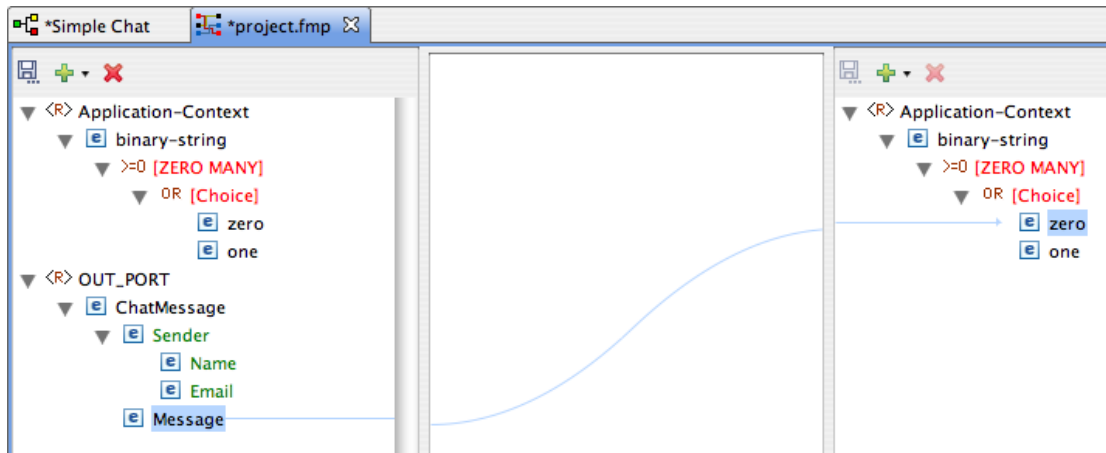 *Simple Chat
*project.fmp
<R> Application-Context
e binary-string
>=0 [ZERO MANY]
OR [Choice]
e zero
e one
<R> OUT_PORT
e ChatMessage
e Sender
e Name
e Email
e Message
<R> Application-Context
e binary-string
>=0 [ZERO MANY]
OR [Choice]
e zero
e one